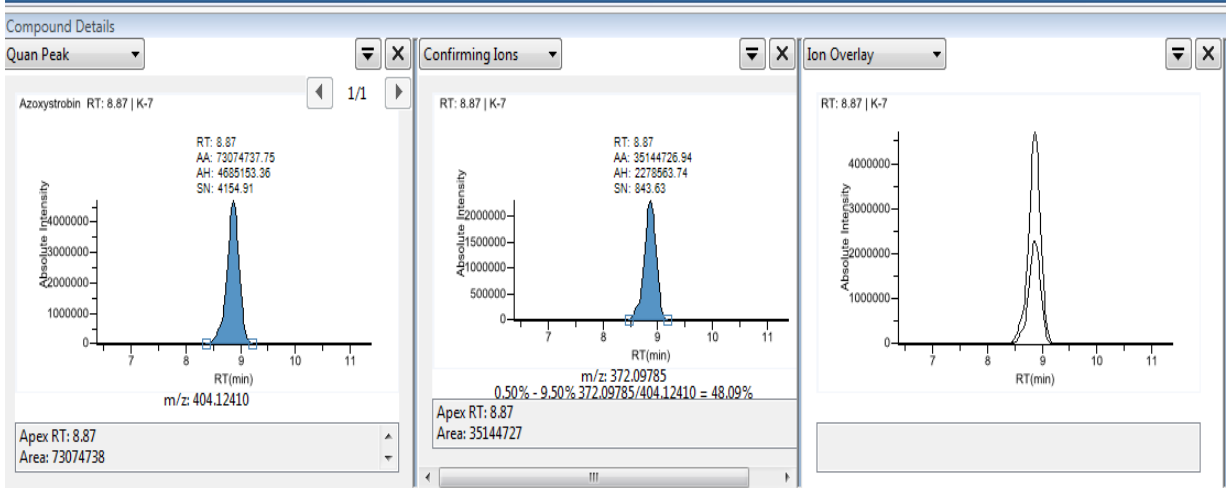 Compound Details
Quan Peak
1/1
Azoxystrobin RT: 8.87 | K-7
RT: 8.87
AA: 73074737.75
AH: 4685153.36
SN: 4154.91
Absolute Intensity
4000000
3000000
2000000
1000000
0
7 8 9 10 11
RT(min)
m/z: 404.12410
Apex RT: 8.87
Area: 73074738
Confirming Ions
RT: 8.87 | K-7
RT: 8.87
AA: 35144726.94
AH: 2278563.74
SN: 843.63
Absolute Intensity
2000000
1500000
1000000
500000
0
7 8 9 10 11
RT(min)
m/z: 372.09785
0.50% - 9.50% 372.09785/404.12410 = 48.09%
Apex RT: 8.87
Area: 35144727
Ion Overlay
RT: 8.87 | K-7
Absolute Intensity
4000000
3000000
2000000
1000000
0
7 8 9 10 11
RT(min)